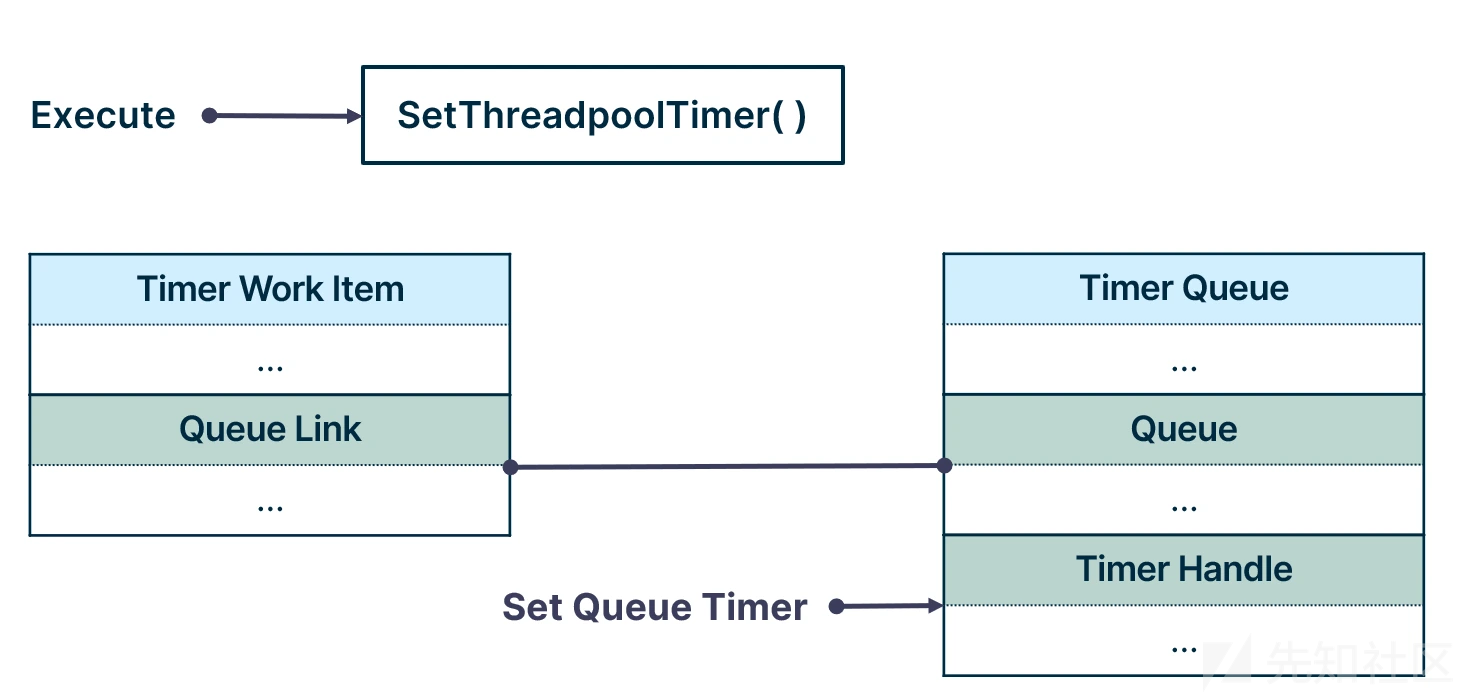 Execute
SetThreadpoolTimer( )
Timer Work Item
...
Queue Link
...
Timer Queue
...
Queue
...
Timer Handle
...
Set Queue Timer
先知社区